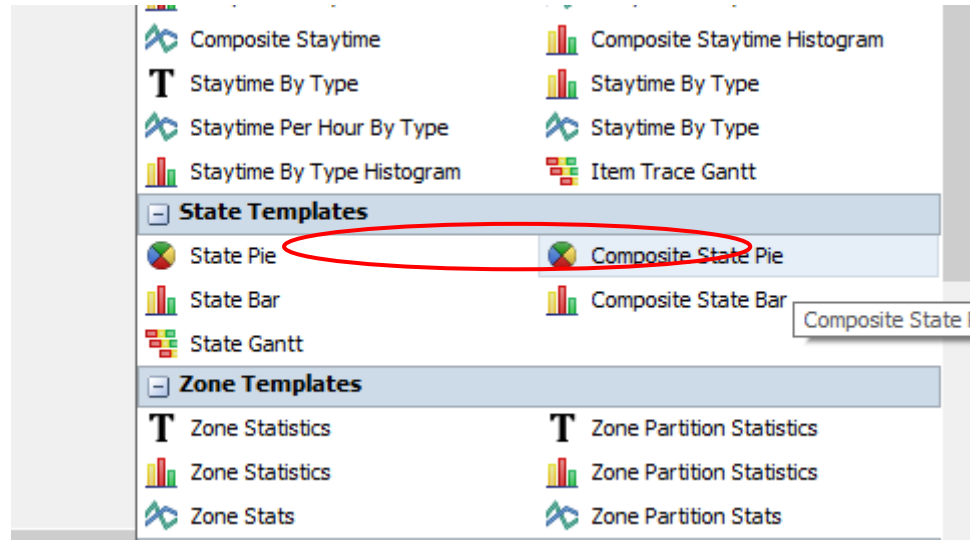 Composite Staytime
Composite Staytime Histogram
T Staytime By Type
Staytime By Type
Staytime Per Hour By Type
Staytime By Type
Staytime By Type Histogram
Item Trace Gantt
State Templates
State Pie
Composite State Pie
State Bar
Composite State Bar
Composite State
State Gantt
Zone Templates
T Zone Statistics
T Zone Partition Statistics
Zone Statistics
Zone Partition Statistics
Zone Stats
Zone Partition Stats